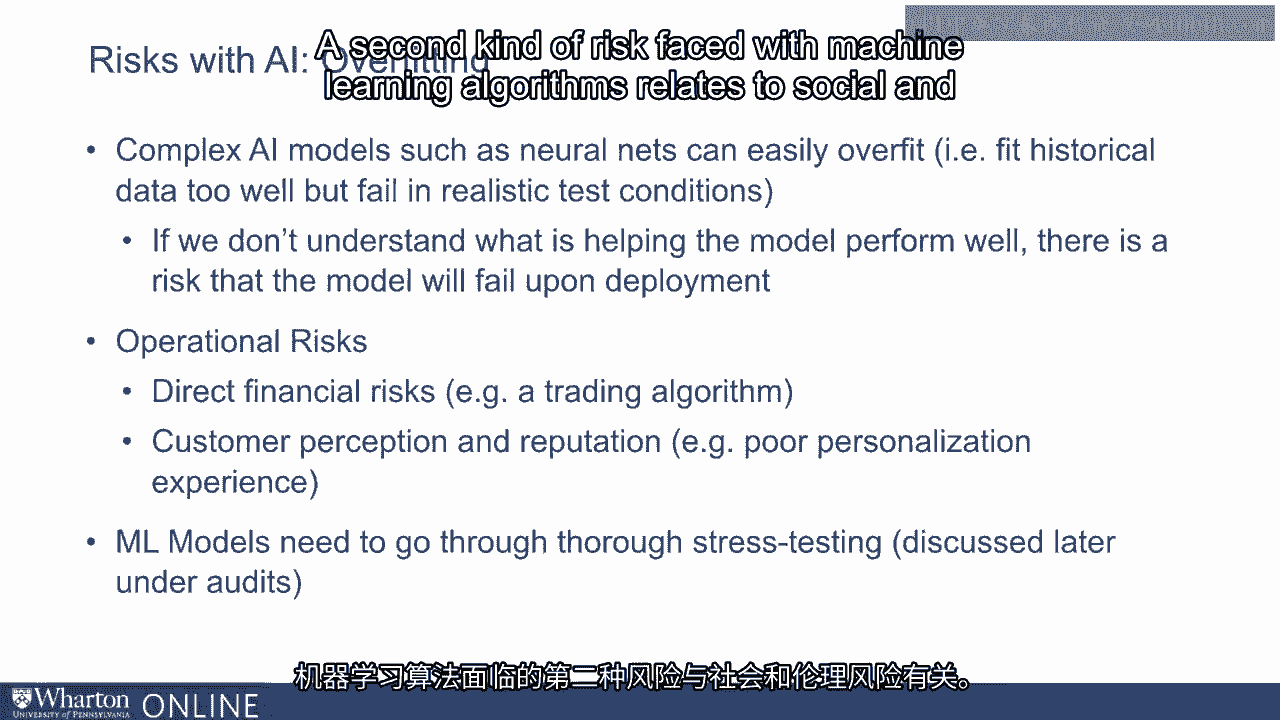 Risks with AI: Overfitting
A second kind of risk faced with machine
learning algorithms relates to social and
• Complex AI models such as neural nets can easily overfit (i.e. fit historical
data too well but fail in realistic test conditions)
• If we don’t understand what is helping the model perform well, there is a
risk that the model will fail upon deployment
• Operational Risks
• Direct financial risks (e.g. a trading algorithm)
• Customer perception and reputation (e.g. poor personalization
experience)
• ML Models need to go through thorough stress-testing (discussed later
under audits)
机器学习算法面临的第二种风险与社会和伦理风险有关。
Wharton
UNIVERSITY of PENNSYLVANIA
ONLINE